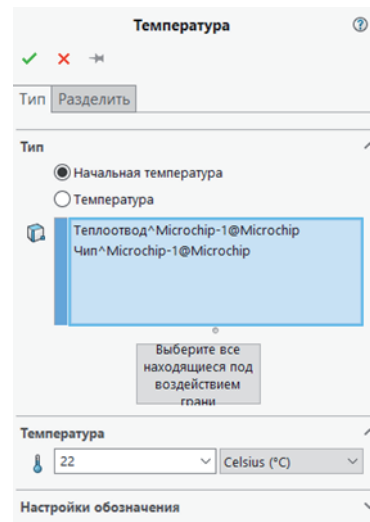 Температура
Тип Разделить
Тип
Начальная температура
Температура
Теплоотвод^Microchip-1@Microchip
Чип^Microchip-1@Microchip
Выберите все
находящиеся под
воздействием
грани
Температура
22 Celsius (°C)
Настройки обозначения